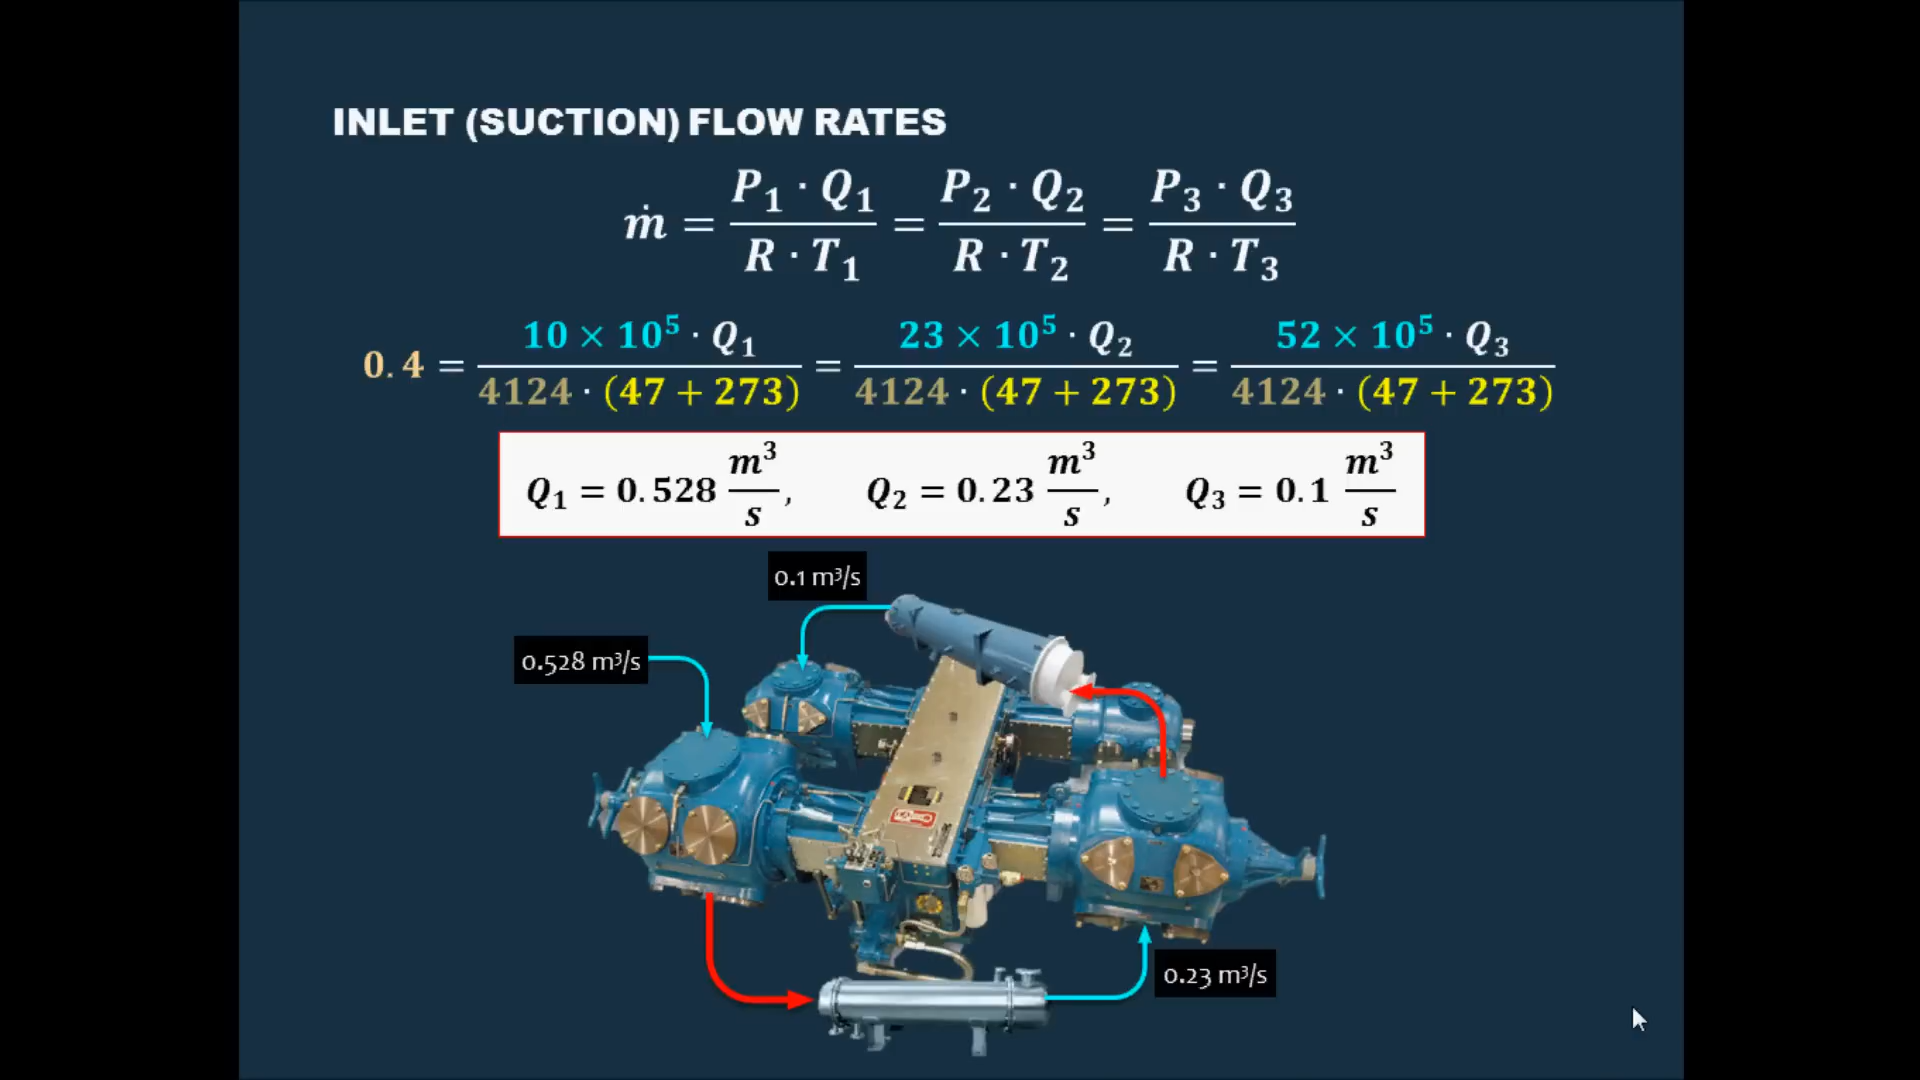 INLET (SUCTION) FLOW RATES
ṁ = P₁ · Q₁ / R · T₁ = P₂ · Q₂ / R · T₂ = P₃ · Q₃ / R · T₃
0.4 = 10 × 10⁵ · Q₁ / 4124 · (47 + 273) = 23 × 10⁵ · Q₂ / 4124 · (47 + 273) = 52 × 10⁵ · Q₃ / 4124 · (47 + 273)
Q₁ = 0.528 m³/s, Q₂ = 0.23 m³/s, Q₃ = 0.1 m³/s
0.1 m³/s
0.528 m³/s
0.23 m³/s